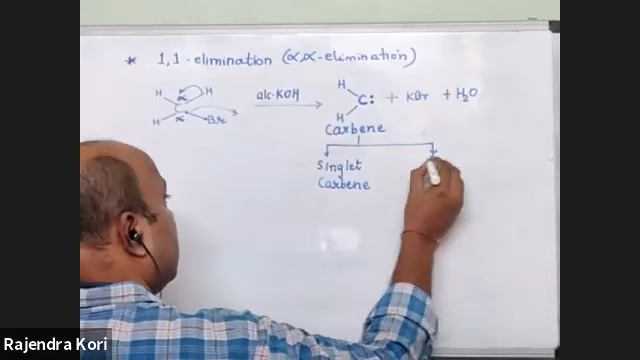 * 1,1-elimination (α,α-elimination)
H H H
α alc·KOH C: + KBr + H₂O
H α Br H
Carbene
Singlet
Carbene
Rajendra Kori